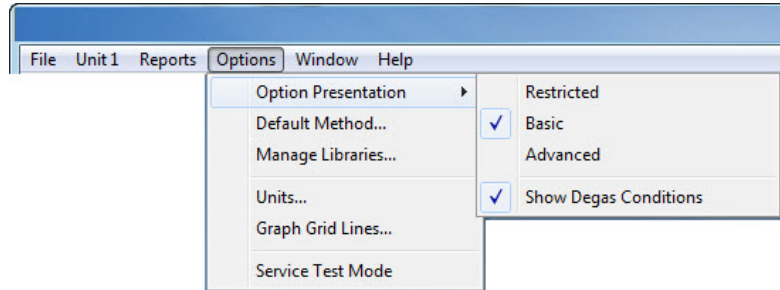 File Unit 1 Reports Options Window Help
Option Presentation
Default Method...
Manage Libraries...
Units...
Graph Grid Lines...
Service Test Mode
Restricted
Basic
Advanced
Show Degas Conditions